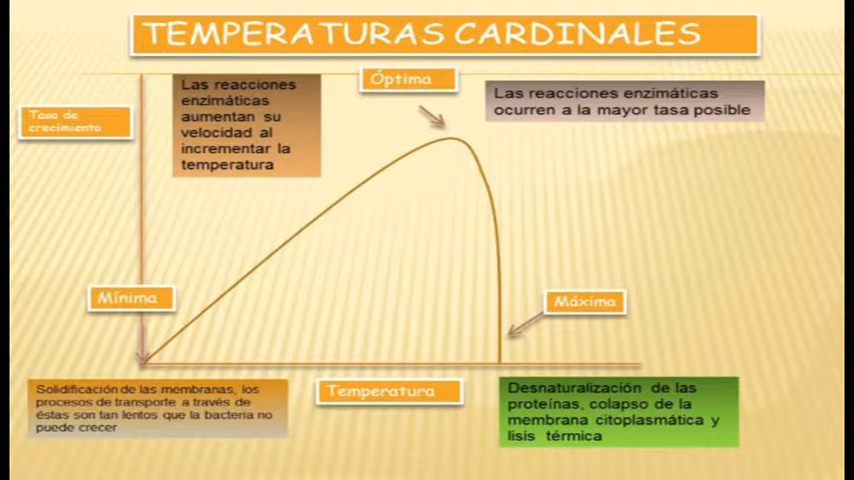 TEMPERATURAS CARDINALES
Óptima
Las reacciones
enzimáticas
aumentan su
velocidad al
incrementar la
temperatura
Las reacciones enzimáticas
ocurren a la mayor tasa posible
Tasa de
crecimiento
Mínima
Máxima
Solidificación de las membranas, los
procesos de transporte a través de
éstas son tan lentos que la bacteria no
puede crecer
Temperatura
Desnaturalización de las
proteínas, colapso de la
membrana citoplasmática y
lisis térmica